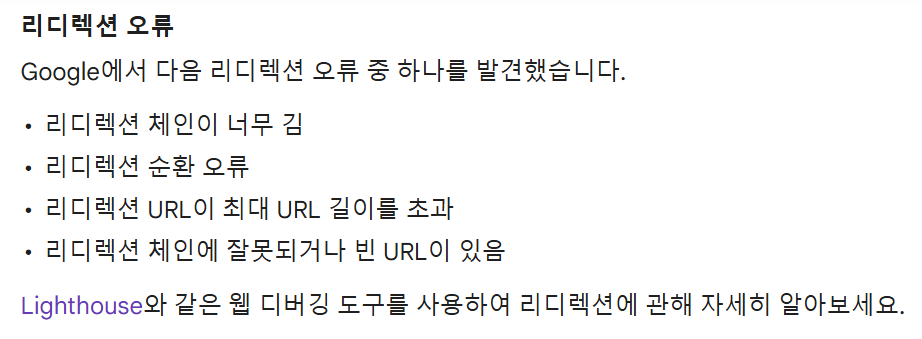 리디렉션 오류
Google에서 다음 리디렉션 오류 중 하나를 발견했습니다.
• 리디렉션 체인이 너무 김
• 리디렉션 순환 오류
• 리디렉션 URL이 최대 URL 길이를 초과
• 리디렉션 체인에 잘못되거나 빈 URL이 있음
Lighthouse와 같은 웹 디버깅 도구를 사용하여 리디렉션에 관해 자세히 알아보세요.